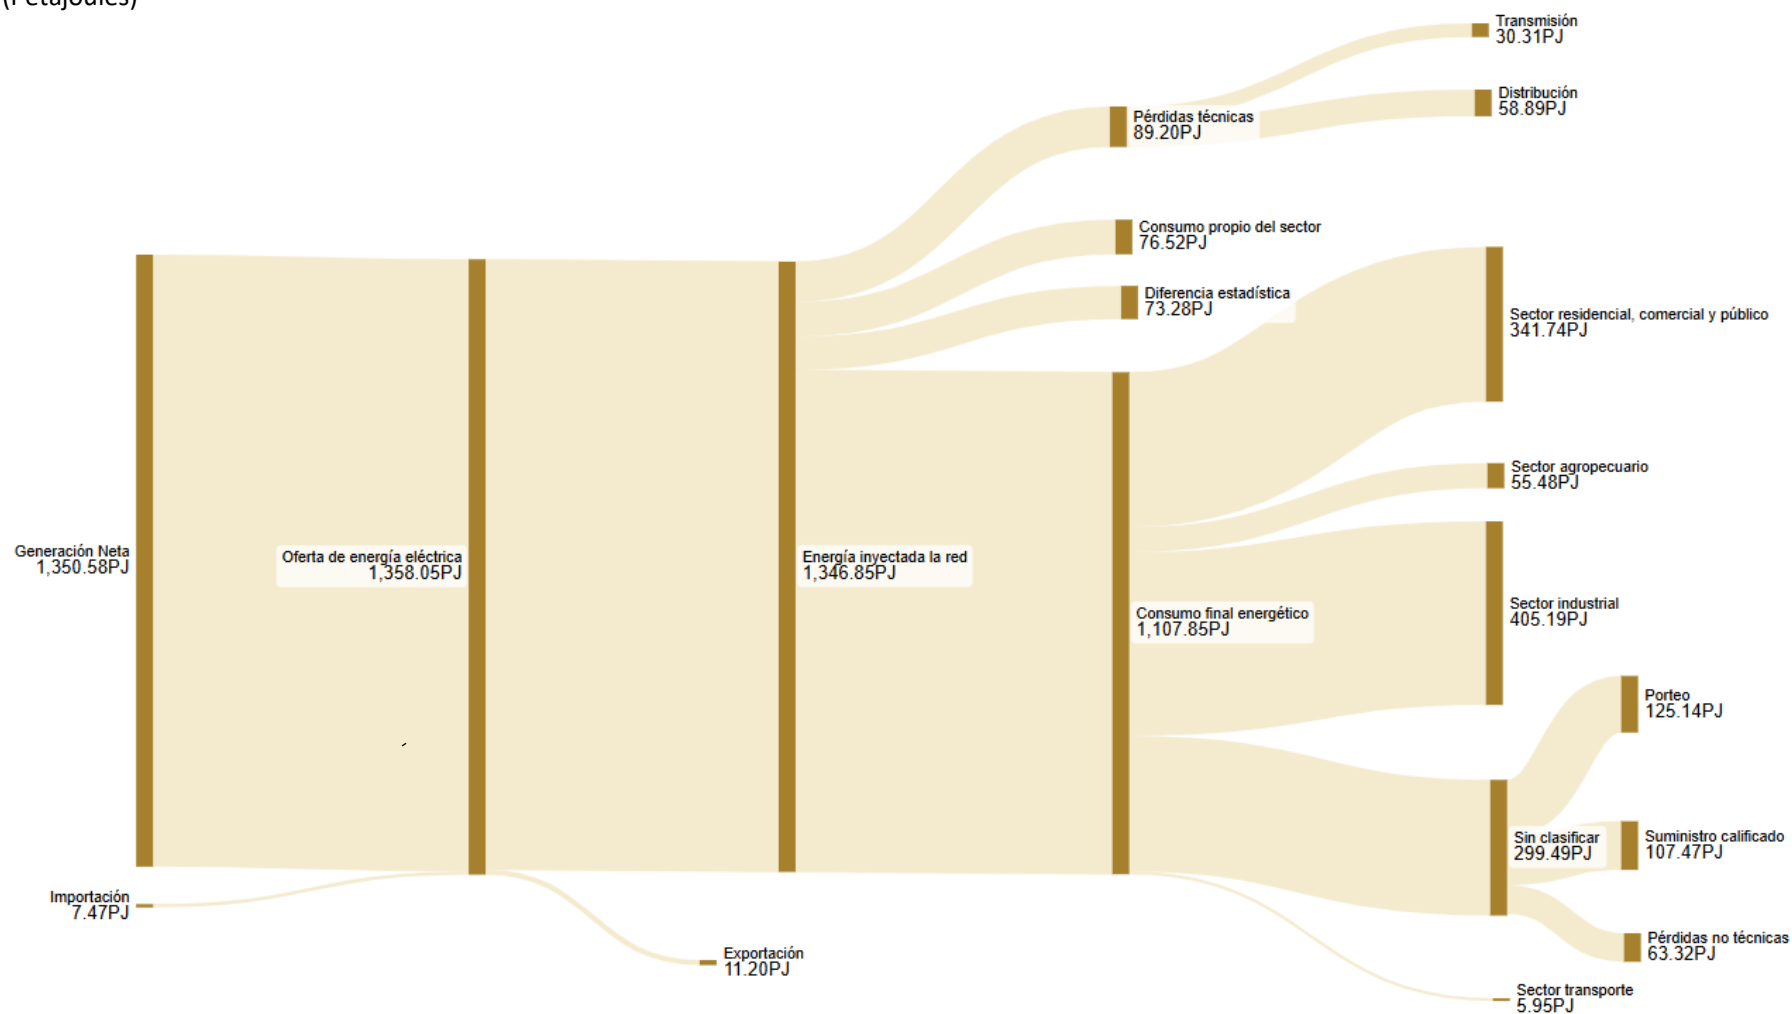 (Petajoules)
Transmisión
30.31PJ
Distribución
58.89PJ
Pérdidas técnicas
89.20PJ
Consumo propio del sector
76.52PJ
Diferencia estadística
73.28PJ
Sector residencial, comercial y público
341.74PJ
Sector agropecuario
55.48PJ
Generación Neta
1,350.58PJ
Oferta de energía eléctrica
1,358.05PJ
Energía inyectada la red
1,346.85PJ
Consumo final energético
1,107.85PJ
Sector industrial
405.19PJ
Porteo
125.14PJ
Sin clasificar
299.49PJ
Suministro calificado
107.47PJ
Importación
7.47PJ
Exportación
11.20PJ
Pérdidas no técnicas
63.32PJ
Sector transporte
5.95PJ